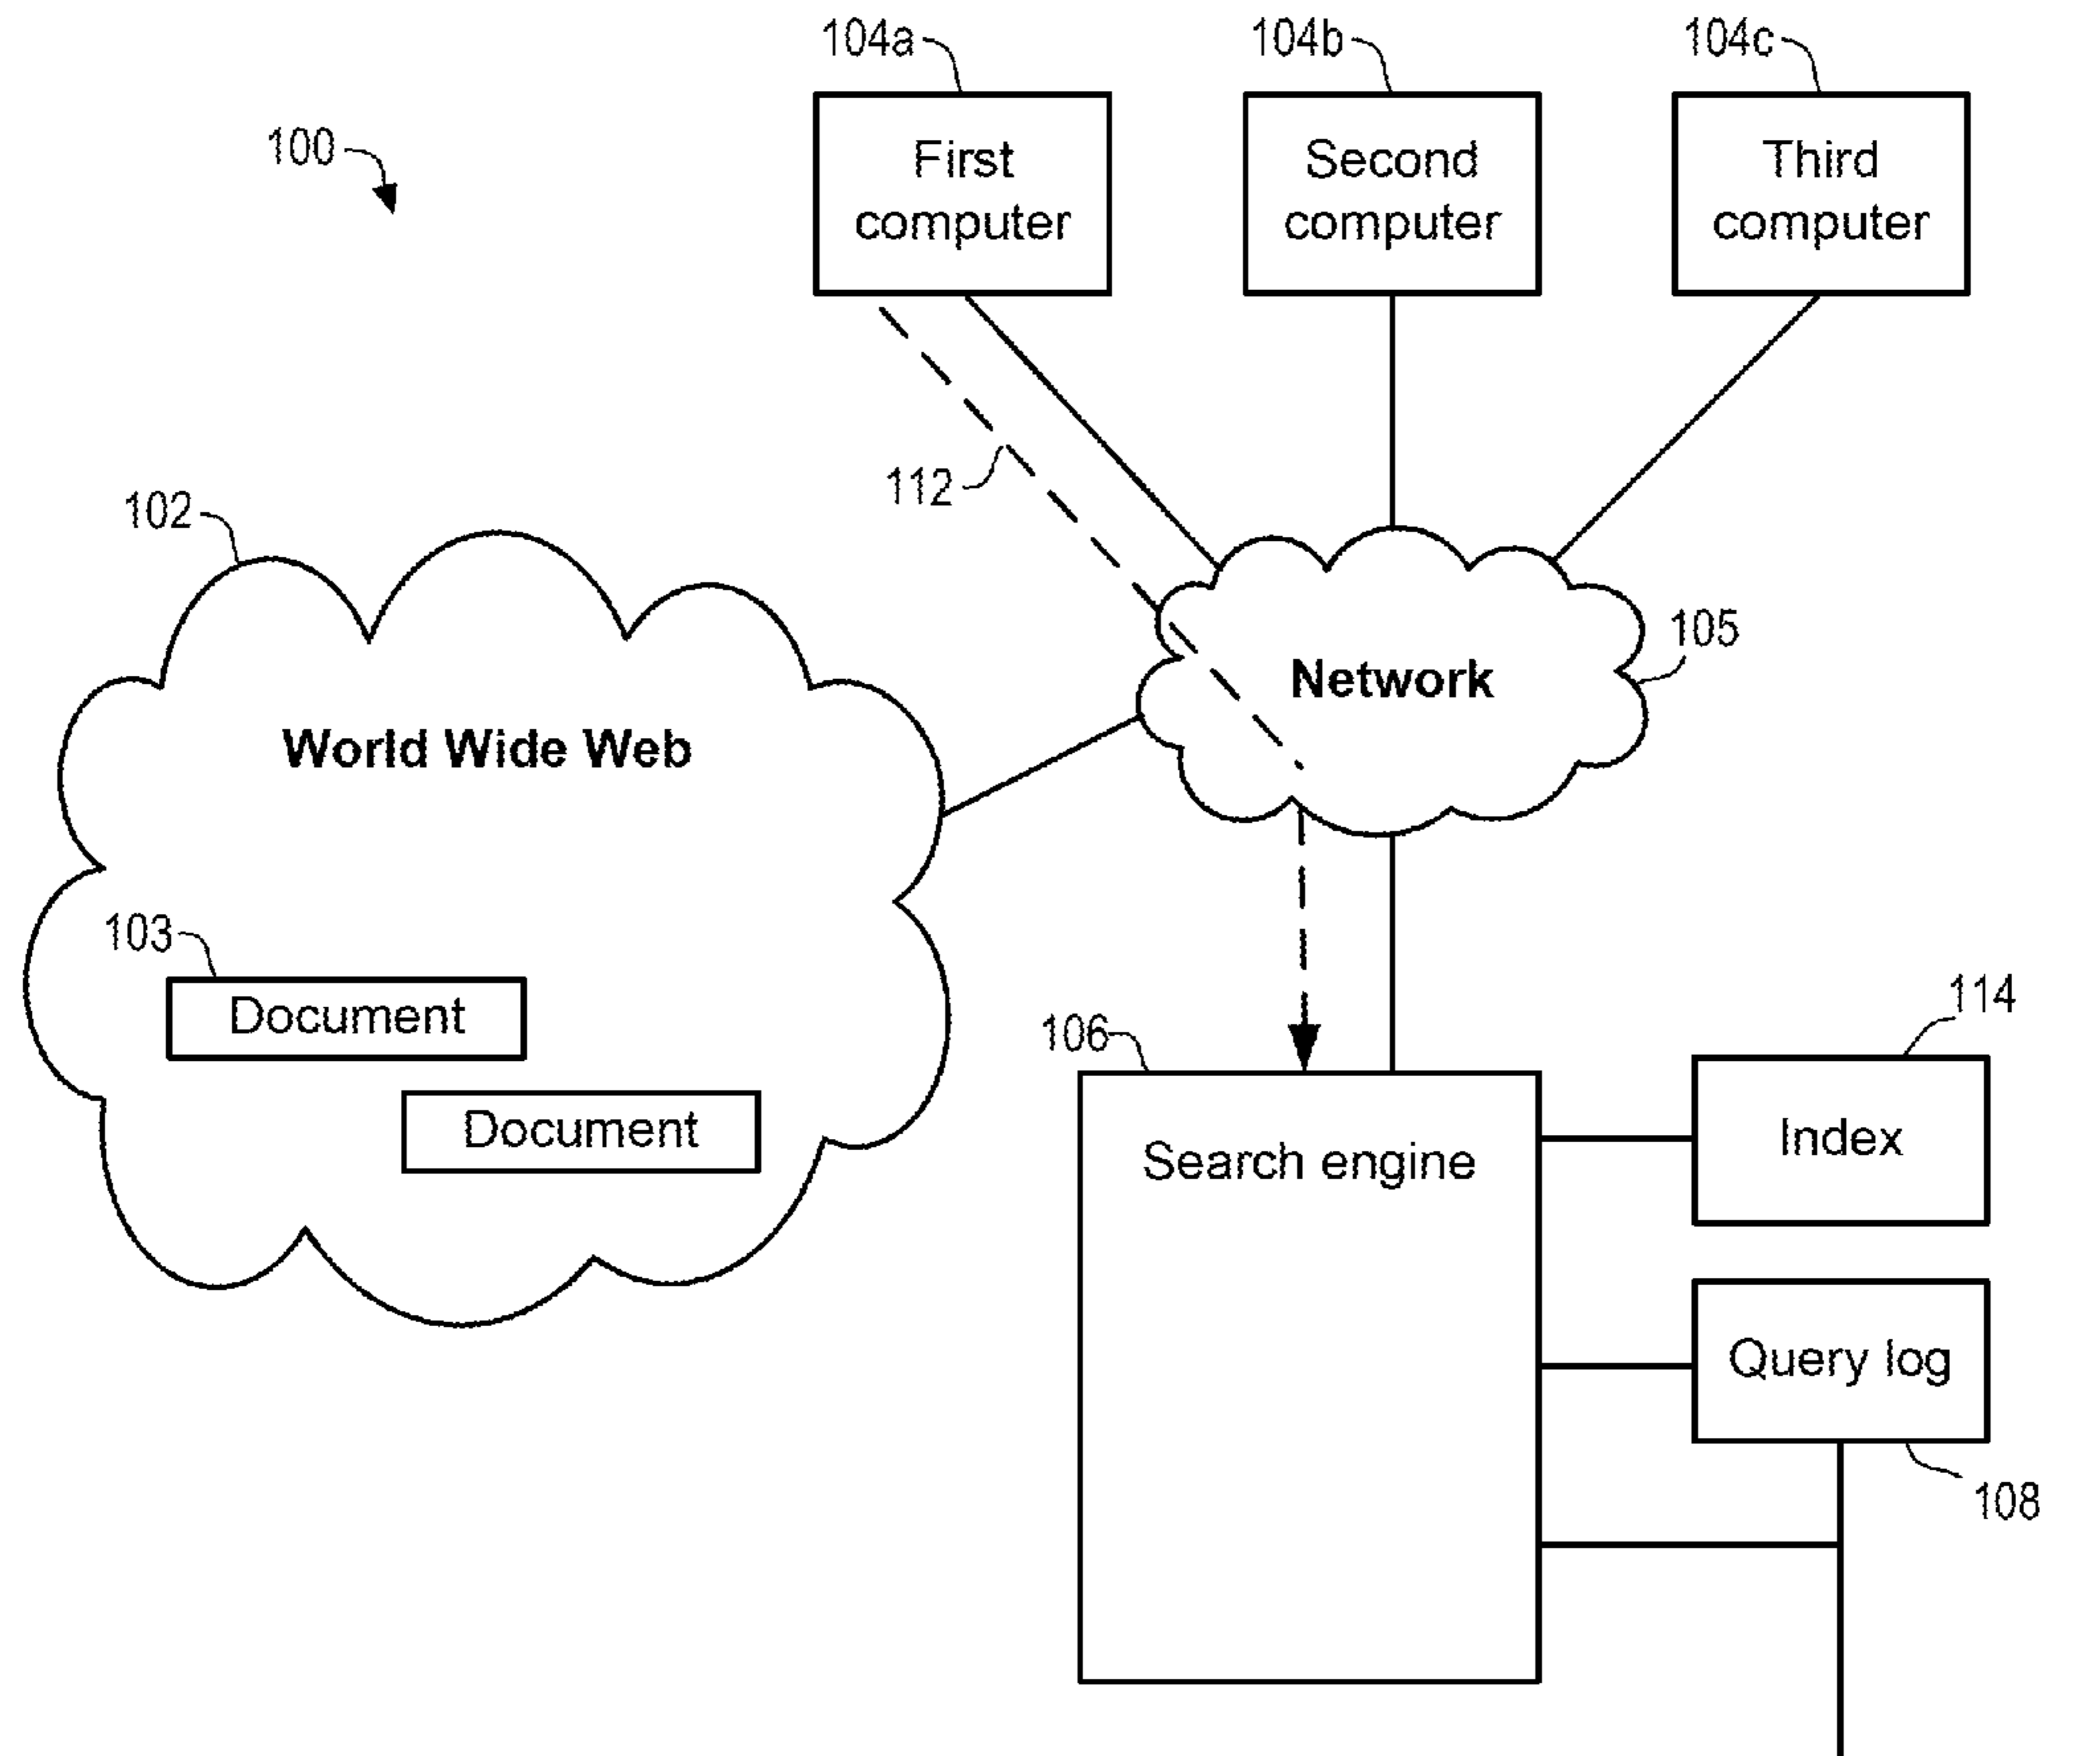 104a
104b
104c
100
First
computer
Second
computer
Third
computer
112
102
105
Network
World Wide Web
103
Document
114
106
Document
Index
Search engine
Query log
108